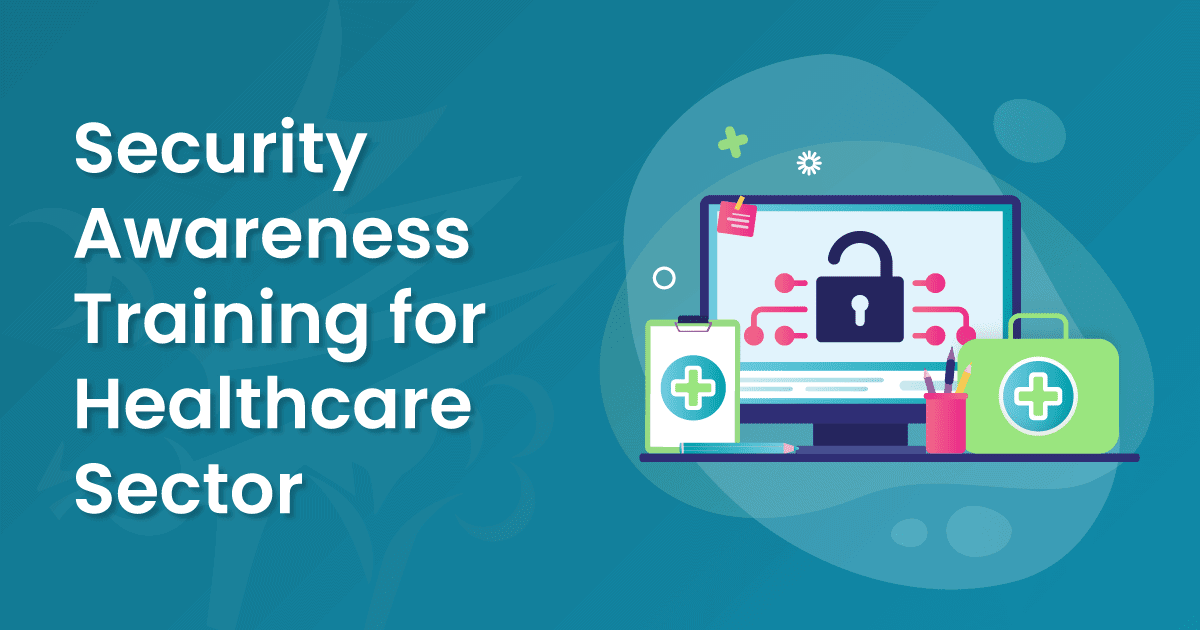 Security
Awareness
Training for
Healthcare
Sector